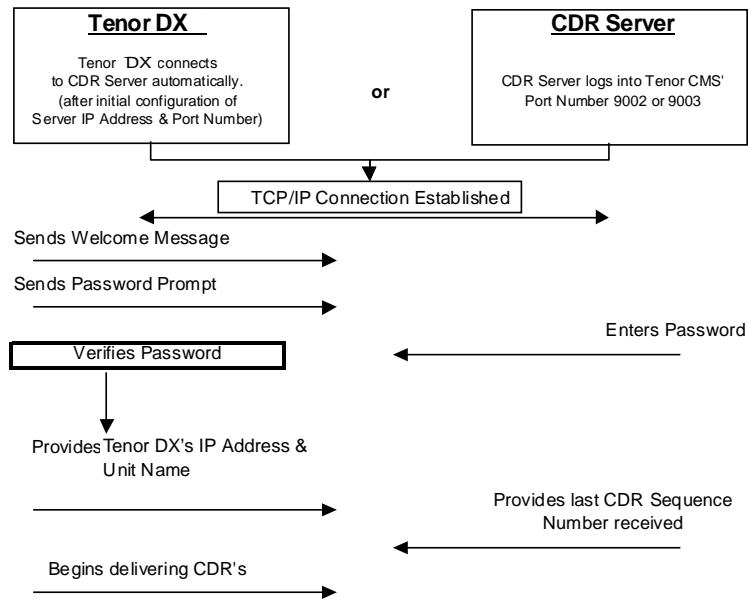 Tenor DX
Tenor DX connects
to CDR Server automatically.
(after initial configuration of
Server IP Address & Port Number)
or
CDR Server
CDR Server logs into Tenor CMS'
Port Number 9002 or 9003
TCP/IP Connection Established
Sends Welcome Message
Sends Password Prompt
Enters Password
Verifies Password
Provides Tenor DX's IP Address &
Unit Name
Provides last CDR Sequence
Number received
Begins delivering CDR's